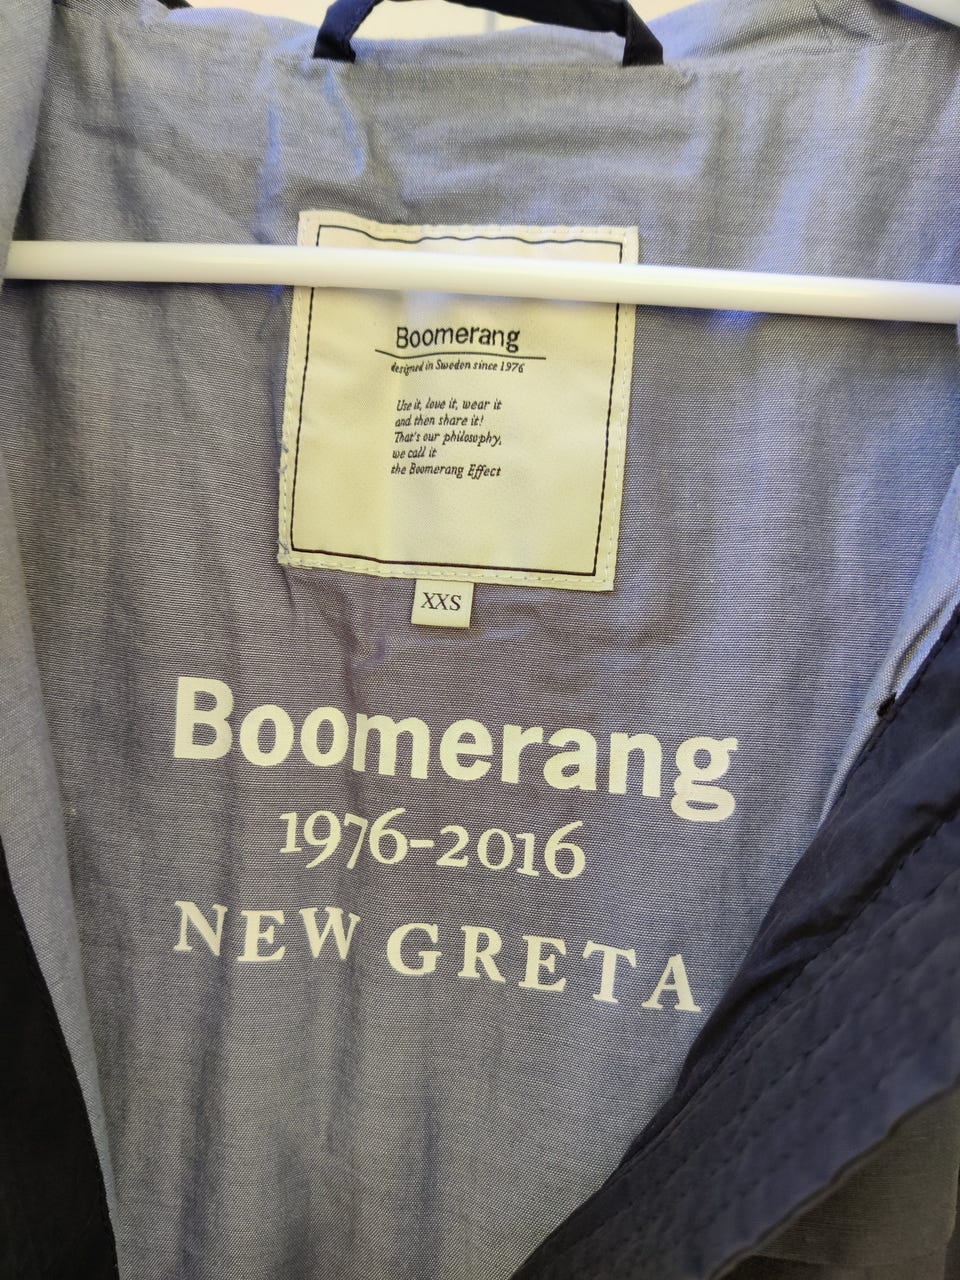 Boomerang
designed in Sweden since 1976
Use it, love it, wear it
and then share it!
That's our philosophy,
we call it
the Boomerang Effect
XXS
Boomerang
1976-2016
NEW GRETA